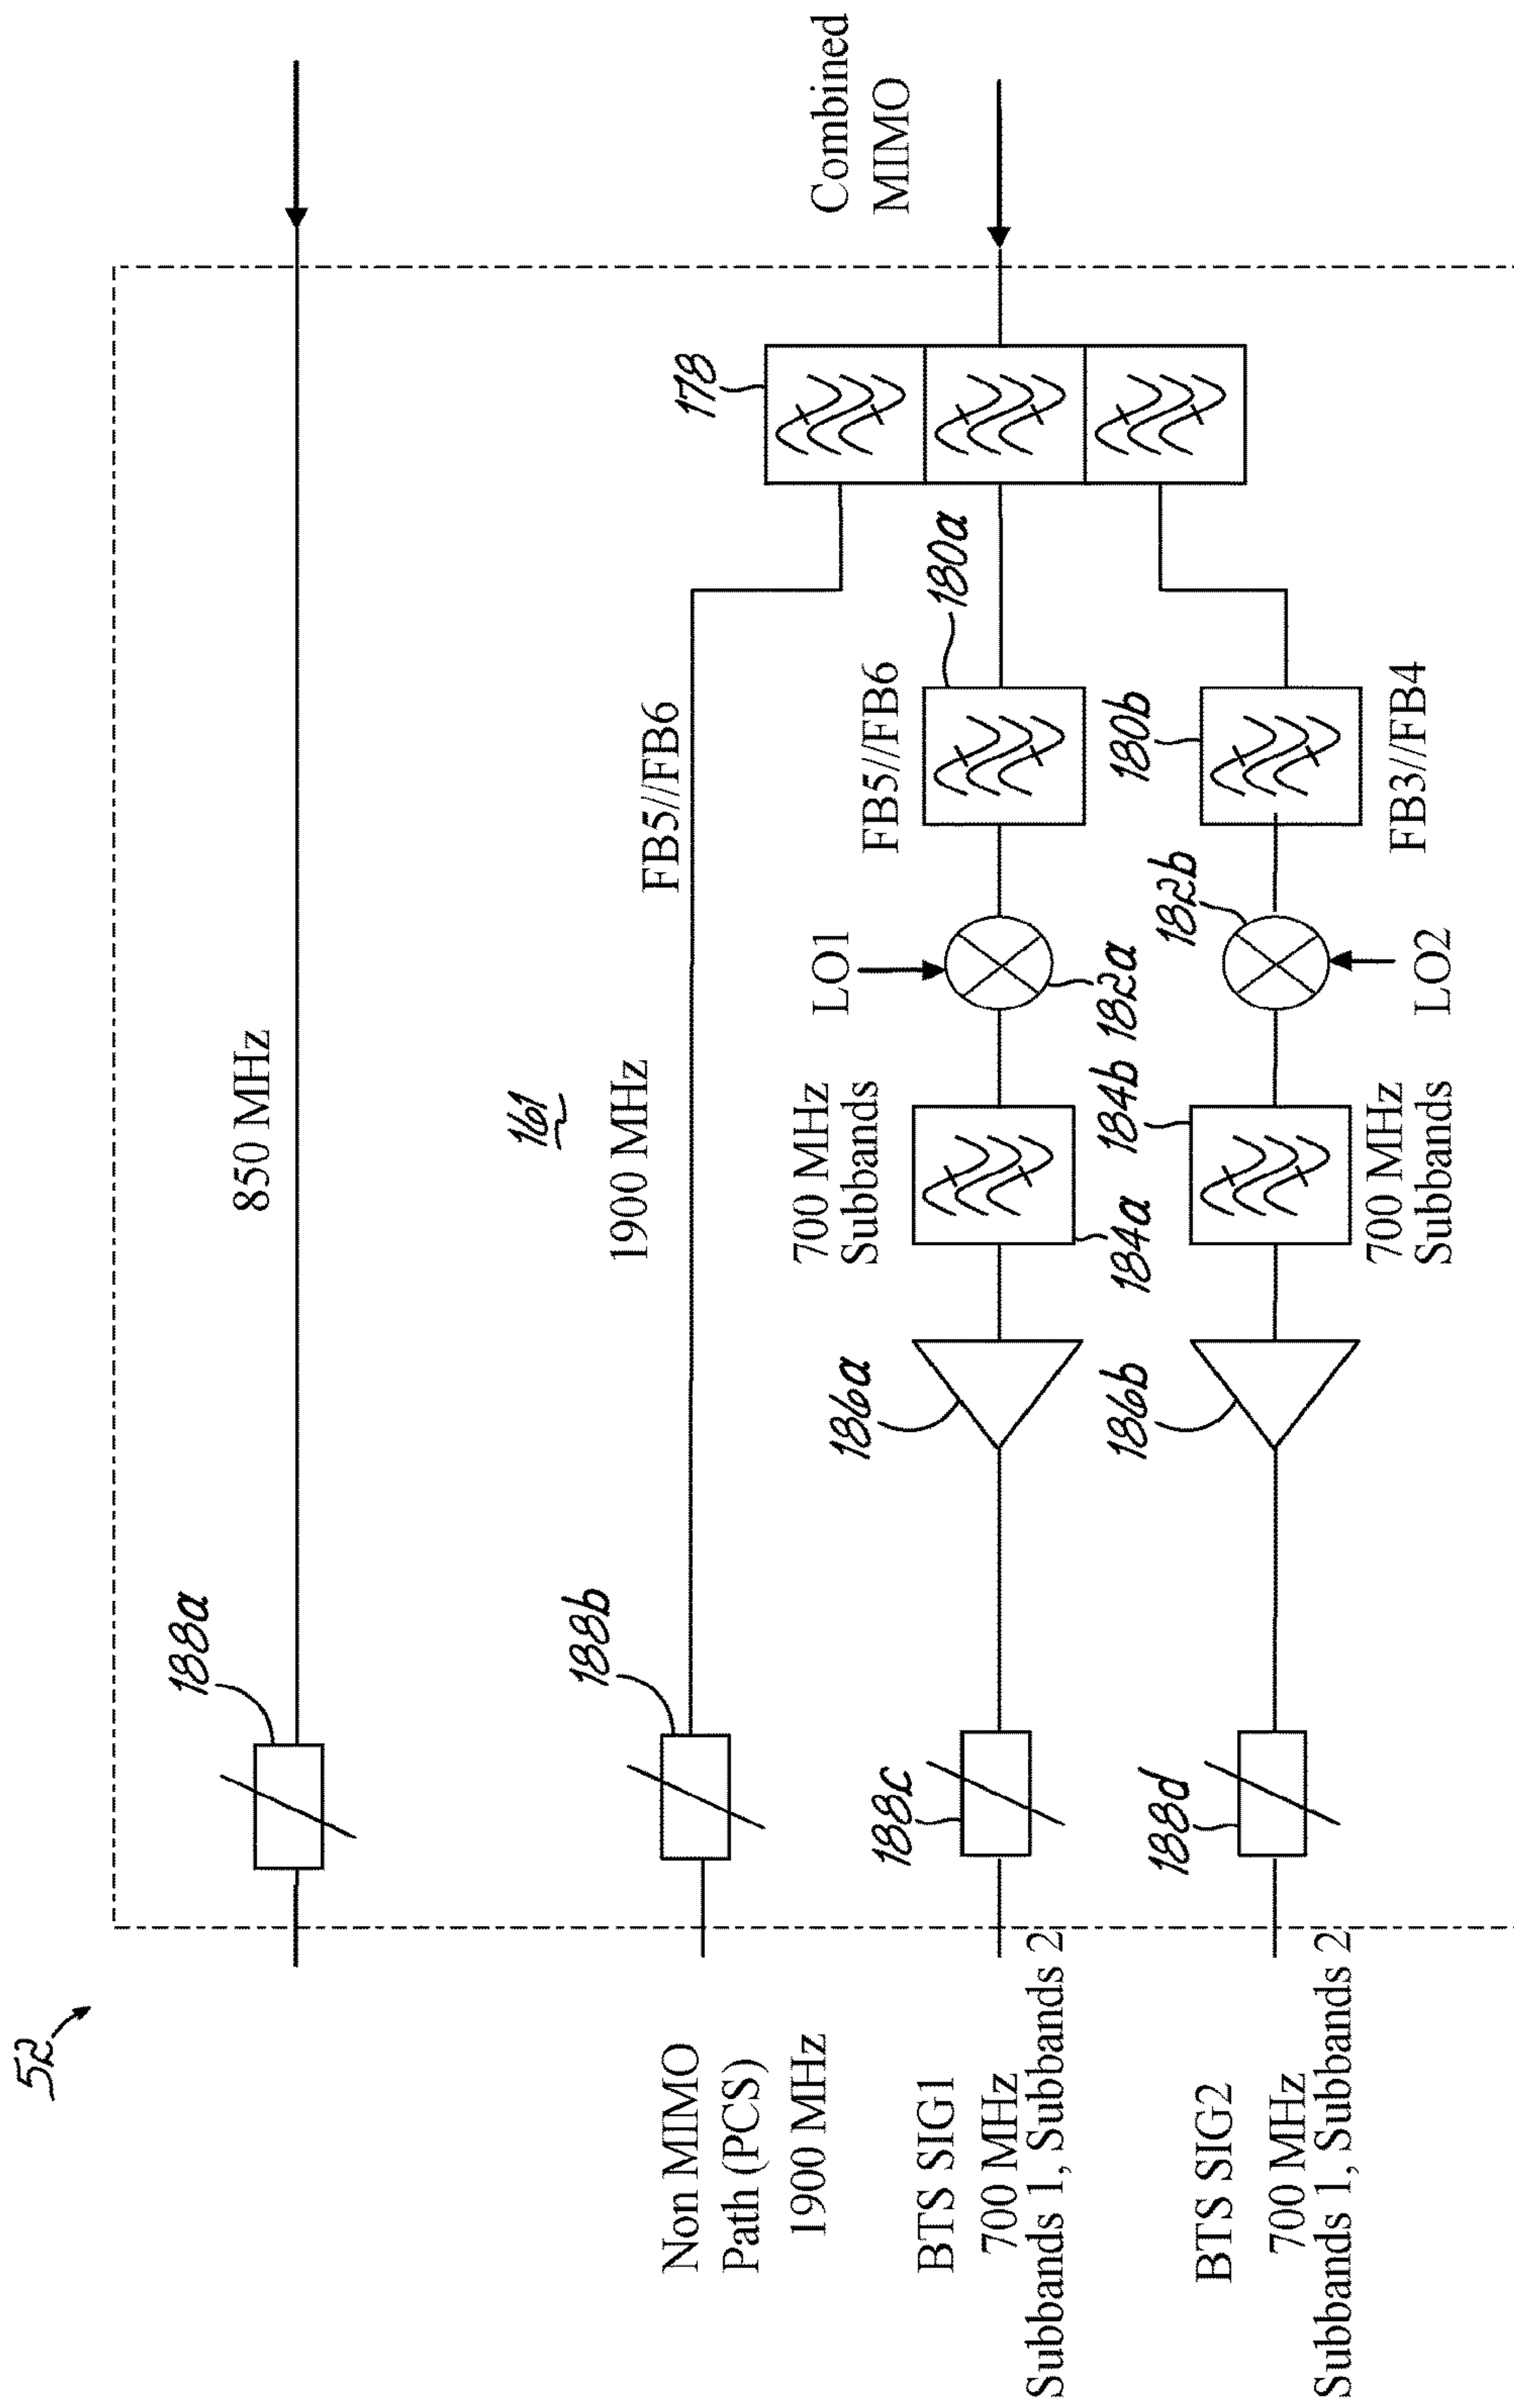 52
188a
850 MHz
161
188b
1900 MHz
FB5//FB6
178
Non MIMO
Path (PCS)
1900 MHz
Combined
MIMO
BTS SIG1
700 MHz
Subbands 1, Subbands 2
188c
186a
700 MHz
Subbands
184a
LO1
182a
FB5//FB6
180a
BTS SIG2
700 MHz
Subbands 1, Subbands 2
188d
186b
184b
700 MHz
Subbands
182b
LO2
180b
FB3//FB4